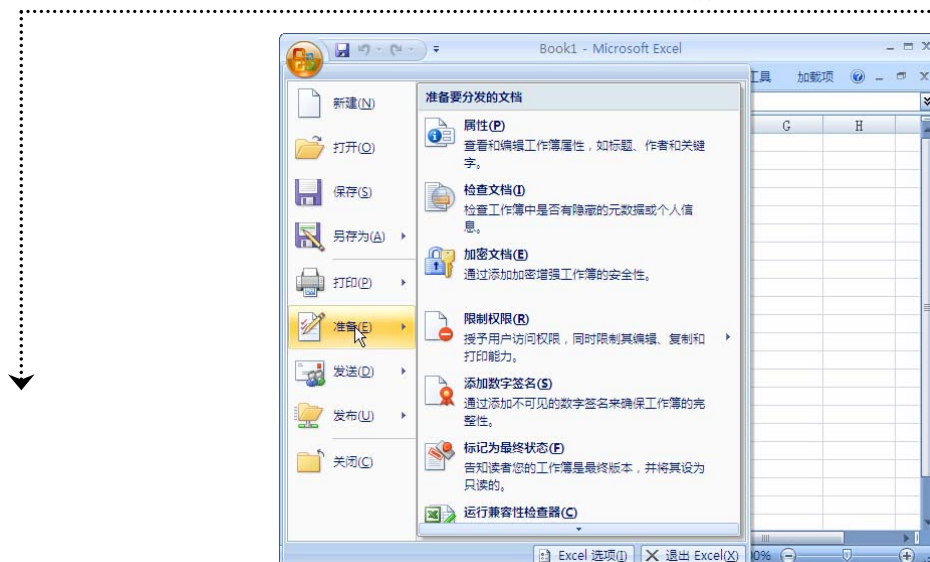 Book1 - Microsoft Excel
工具 加载项
新建(N)
打开(O)
保存(S)
另存为(A)
打印(P)
准备(E)
发送(D)
发布(U)
关闭(C)
准备要分发的文档
属性(P)
查看和编辑工作簿属性，如标题、作者和关键
字。
检查文档(I)
检查工作簿中是否有隐藏的元数据或个人信
息。
加密文档(E)
通过添加加密增强工作簿的安全性。
限制权限(R)
授予用户访问权限，同时限制其编辑、复制和
打印能力。
添加数字签名(S)
通过添加不可见的数字签名来确保工作簿的完
整性。
标记为最终状态(F)
告知读者您的工作簿是最终版本，并将其设为
只读的。
运行兼容性检查器(C)
G H
Excel 选项(I) 退出 Excel(X)
00%